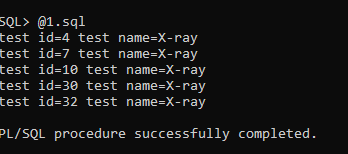 SQL> @1.sql
test id=4 test name=X-ray
test id=7 test name=X-ray
test id=10 test name=X-ray
test id=30 test name=X-ray
test id=32 test name=X-ray
PL/SQL procedure successfully completed.